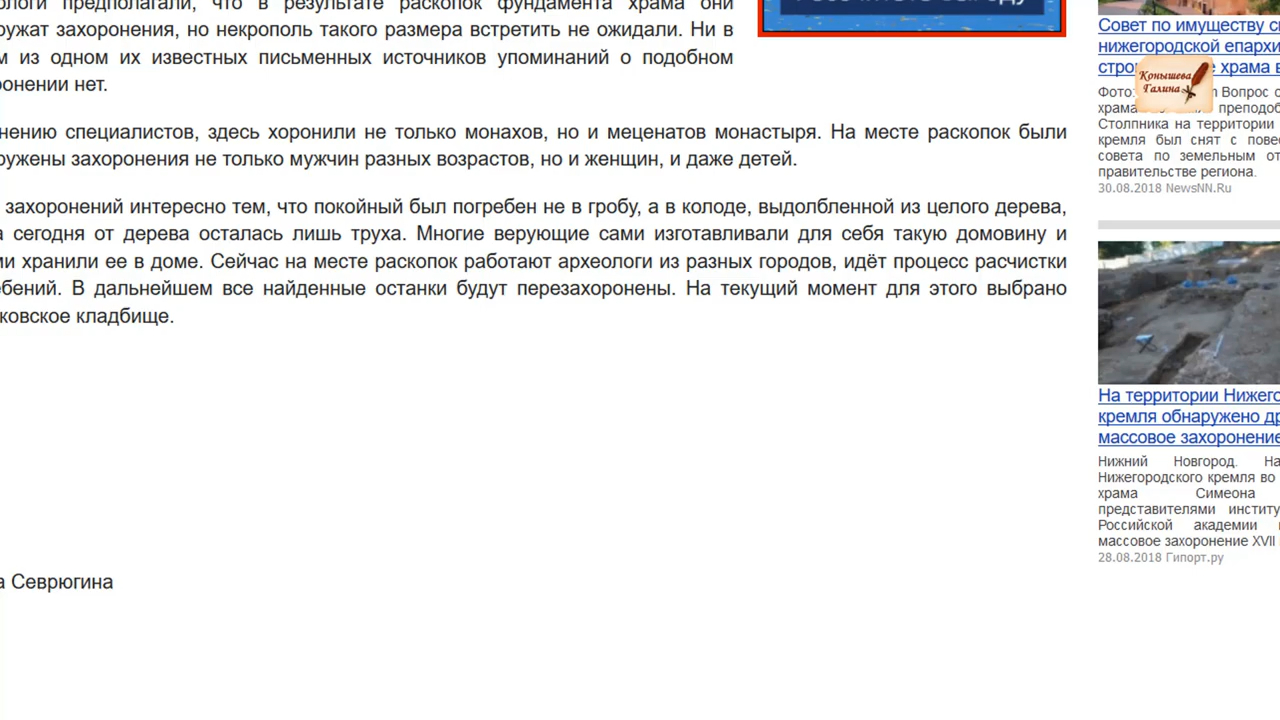 ологи предполагали, что в результате раскопок фундамента храма они
ружат захоронения, но некрополь такого размера встретить не ожидали. Ни в
м из одном их известных письменных источников упоминаний о подобном
ронении нет.
нению специалистов, здесь хоронили не только монахов, но и меценатов монастыря. На месте раскопок были
ружены захоронения не только мужчин разных возрастов, но и женщин, и даже детей.
захоронений интересно тем, что покойный был погребен не в гробу, а в колоде, выдолбленной из целого дерева,
а сегодня от дерева осталась лишь труха. Многие верующие сами изготавливали для себя такую домовину и
ми хранили ее в доме. Сейчас на месте раскопок работают археологи из разных городов, идёт процесс расчистки
ебений. В дальнейшем все найденные останки будут перезахоронены. На текущий момент для этого выбрано
ковское кладбище.
а Севрюгина
Совет по имуществу
нижегородской епархи
храма в
Конышева
Галина
Фото: Вопрос
храма преподоб
Столпника на территории
кремля был снят с повес
совета по земельным от
правительстве региона.
30.08.2018 NewsNN.Ru
На территории Нижего
кремля обнаружено др
массовое захоронение
Нижний Новгород. На
Нижегородского кремля во
храма Симеона
представителями институ
Российской академии
массовое захоронение XVII
28.08.2018 Гипорт.ру